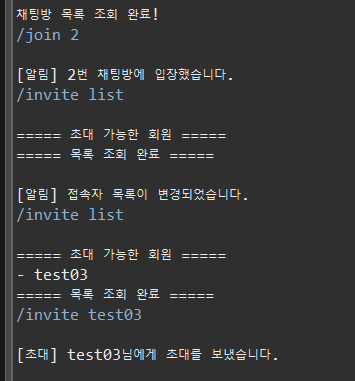 채팅방 목록 조회 완료!
/join 2
[알림] 2번 채팅방에 입장했습니다.
/invite list
===== 초대 가능한 회원 =====
===== 목록 조회 완료 =====
[알림] 접속자 목록이 변경되었습니다.
/invite list
===== 초대 가능한 회원 =====
- test03
===== 목록 조회 완료 =====
/invite test03
[초대] test03님에게 초대를 보냈습니다.